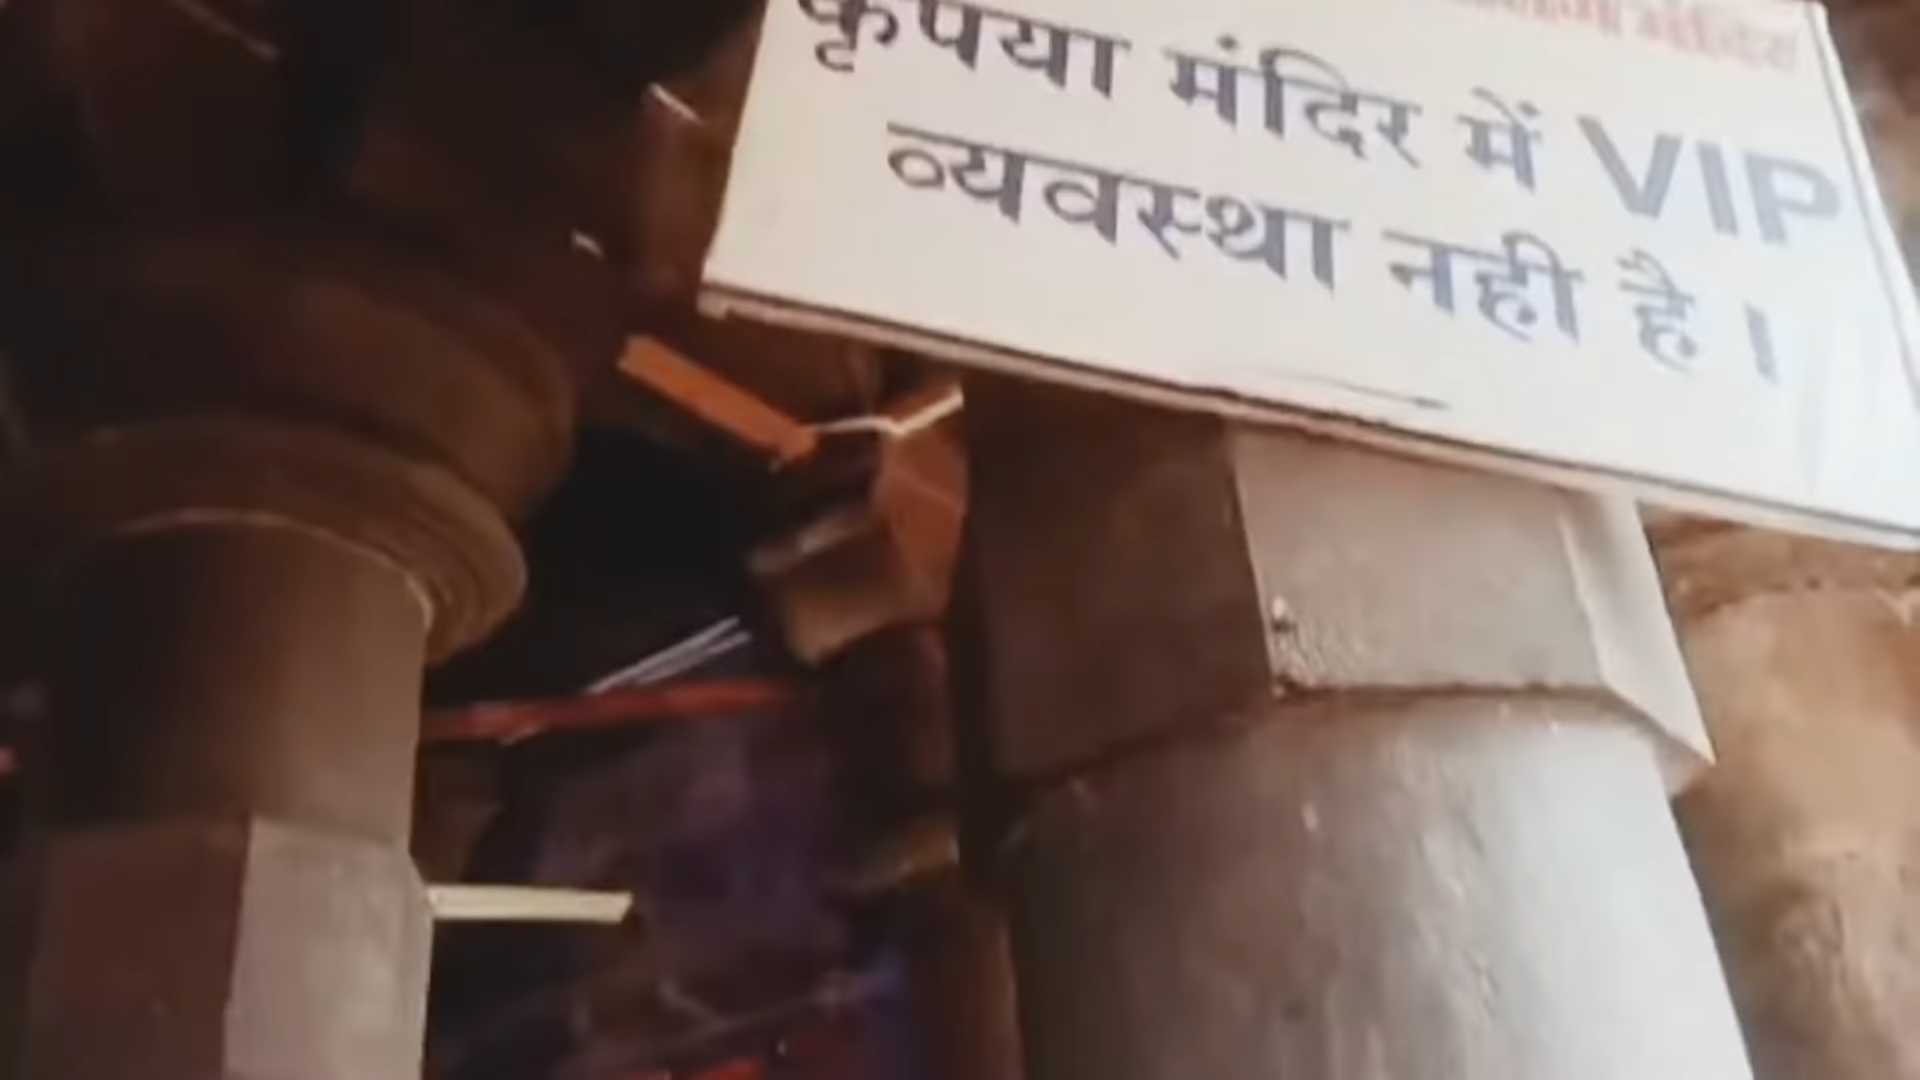 कृपया मंदिर में VIP
व्यवस्था नही है ।